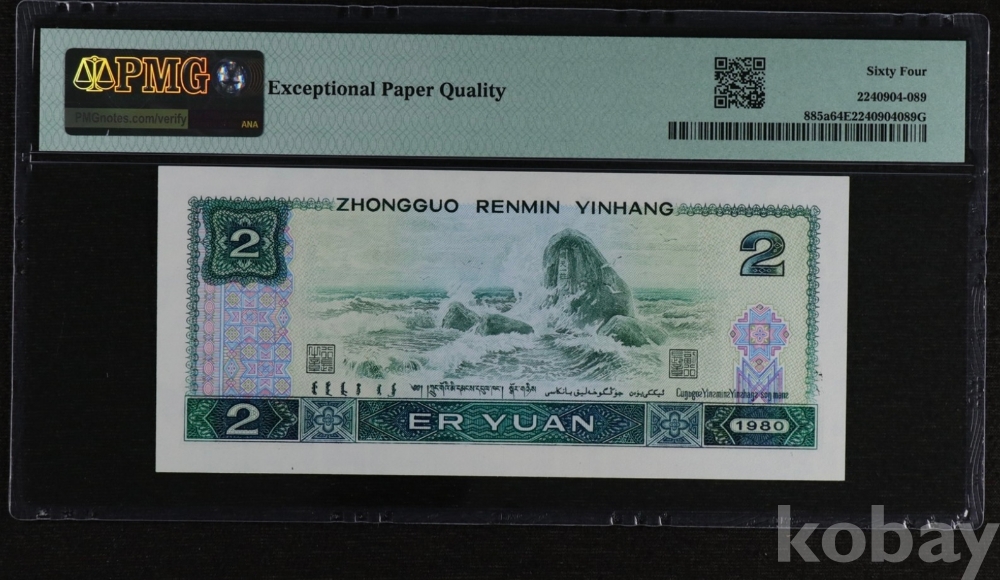 PMG
PMGnotes.com/verify
ANA
Exceptional Paper Quality
Sixty Four
2240904-089
885a64E2240904089G
ZHONGGUO RENMIN YINHANG
2
2
2
ER YUAN
1980
kobay